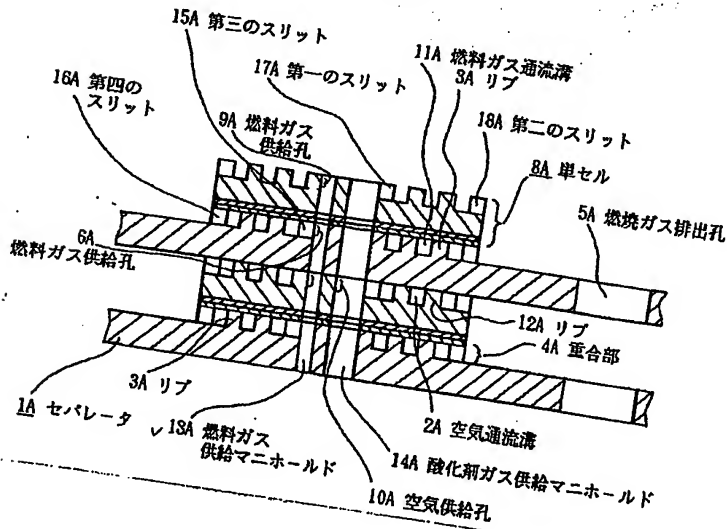 15A 第三のスリット
16A 第四の
スリット
17A 第一のスリット
11A 燃料ガス通流溝
3A リブ
9A 燃料ガス
供給孔
18A 第二のスリット
8A 単セル
5A 燃焼ガス排出孔
6A
燃料ガス供給孔
12A リブ
4A 重合部
3A リブ
2A 空気通流溝
1A セパレータ
13A 燃料ガス
供給マニホールド
14A 酸化剤ガス供給マニホールド
10A 空気供給孔